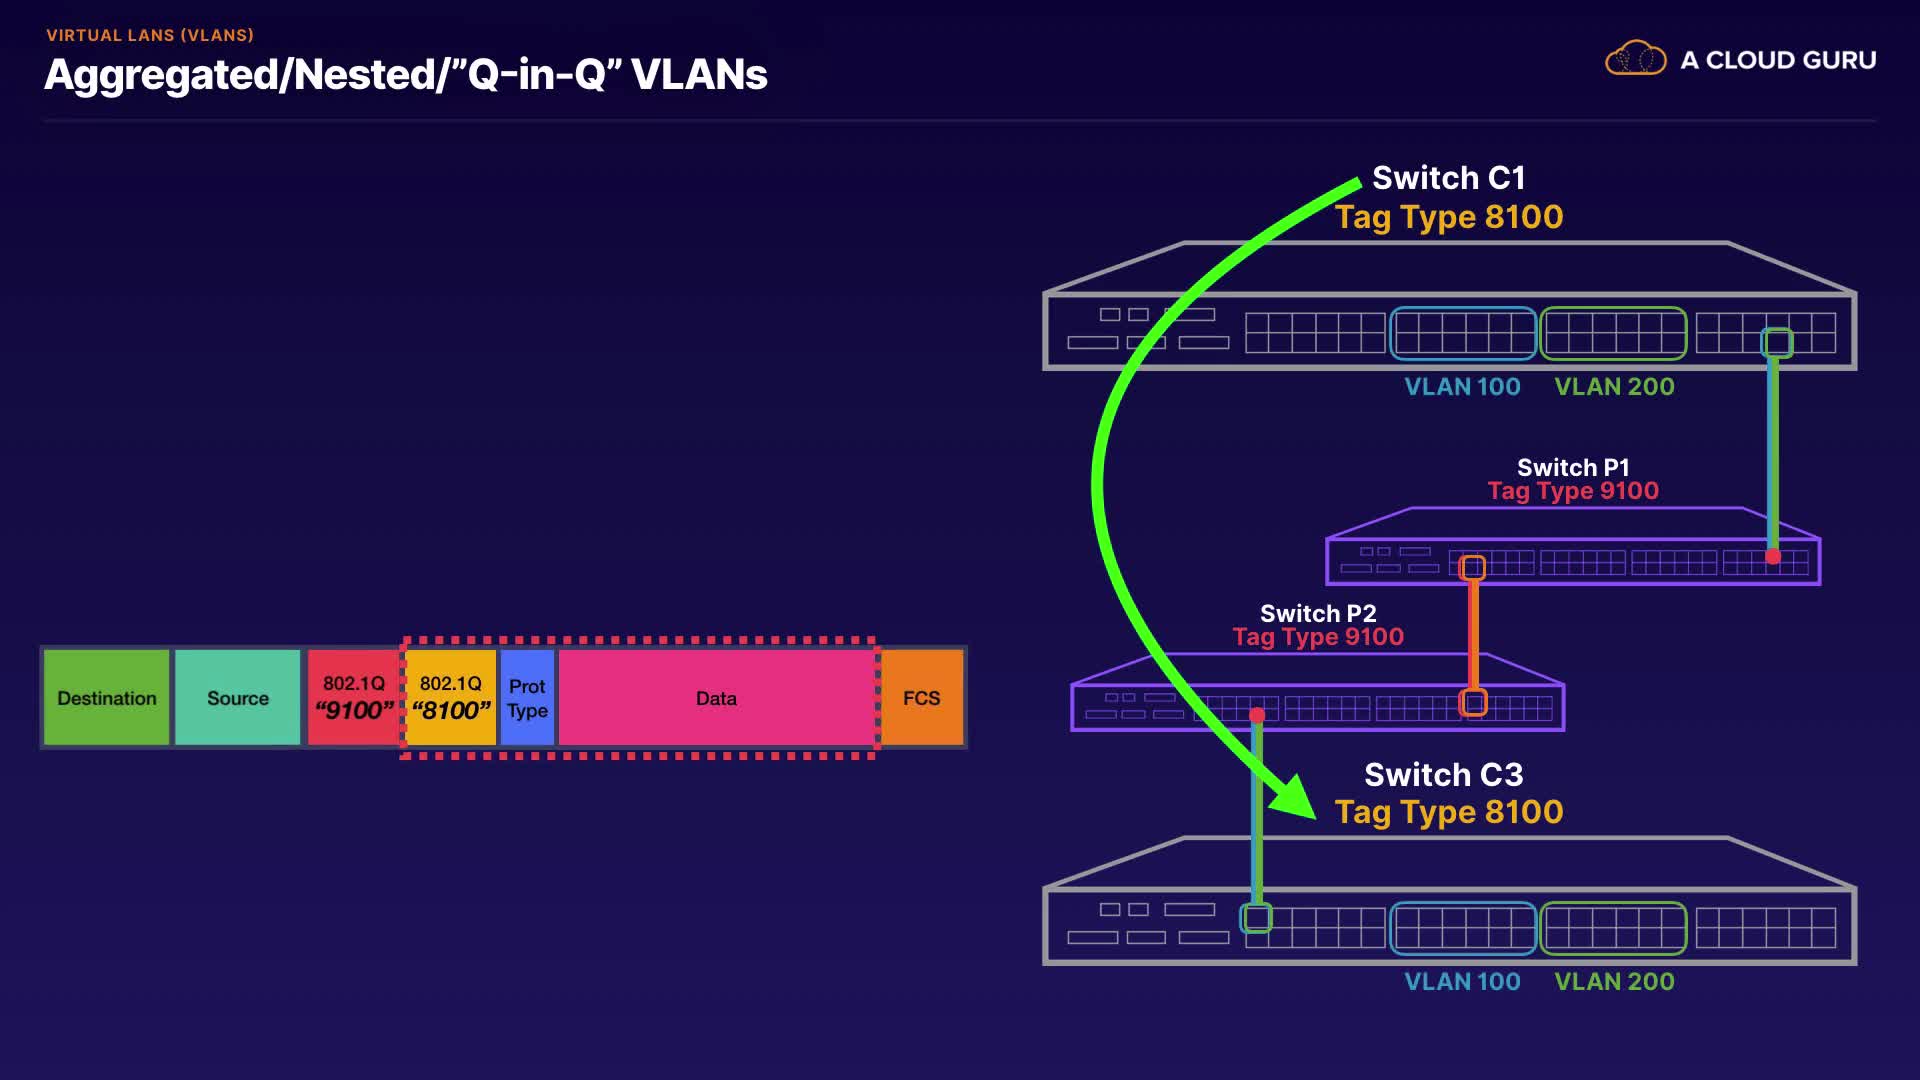 VIRTUAL LANS (VLANS)
Aggregated/Nested/”Q-in-Q” VLANs
A CLOUD GURU
Switch C1
Tag Type 8100
VLAN 100
VLAN 200
Switch P1
Tag Type 9100
Switch P2
Tag Type 9100
Destination
Source
802.1Q
“9100”
802.1Q
“8100”
Prot
Type
Data
FCS
Switch C3
Tag Type 8100
VLAN 100
VLAN 200